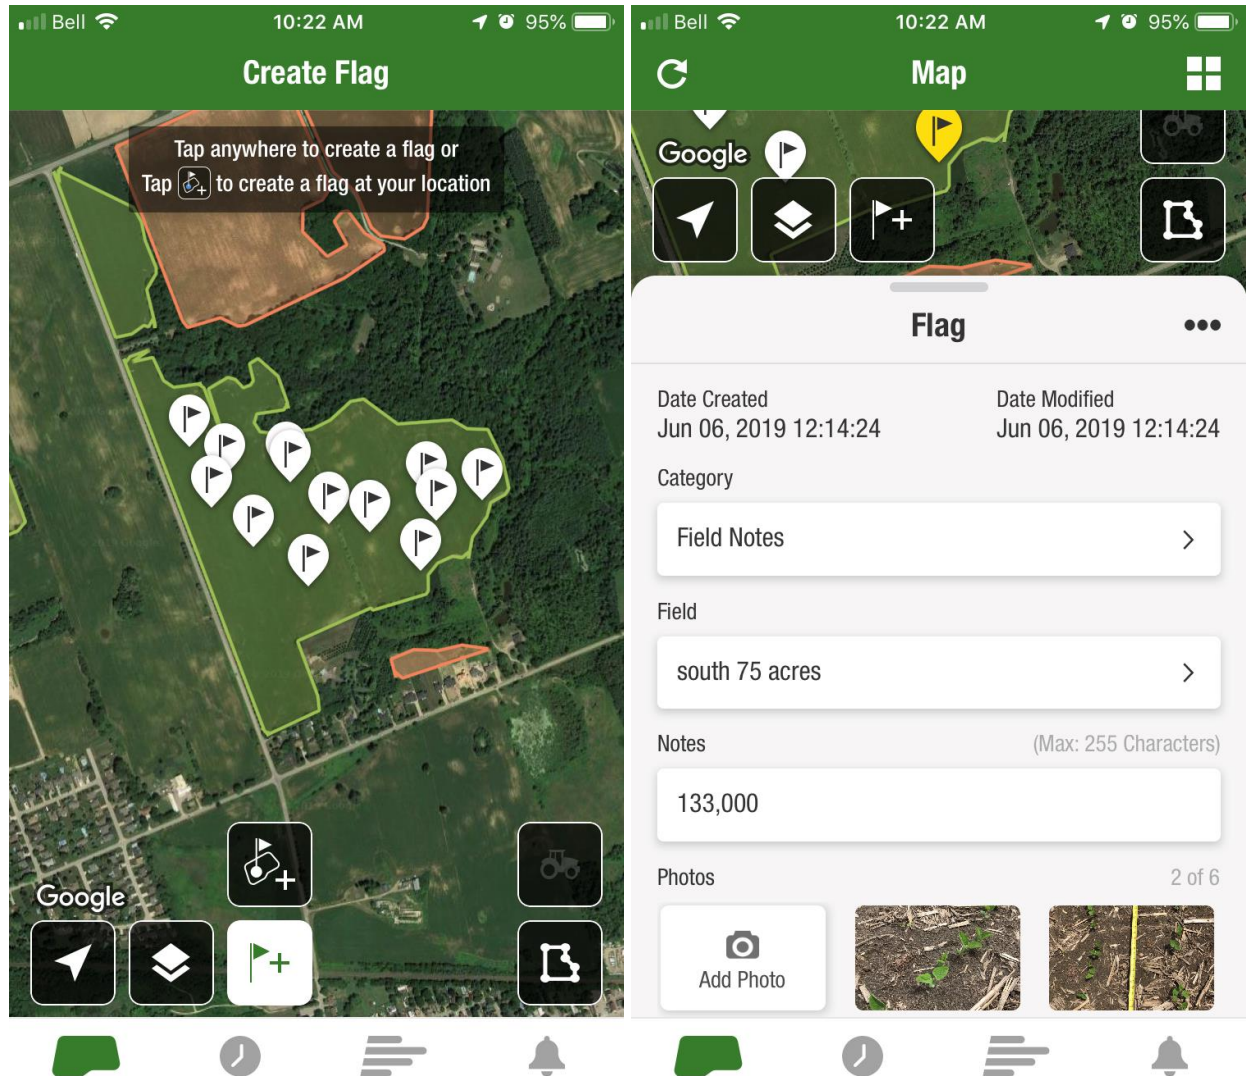 Bell
10:22 AM
95%
Create Flag
Tap anywhere to create a flag or
Tap to create a flag at your location
Google
Bell
10:22 AM
95%
Map
Google
Flag
Date Created
Date Modified
Jun 06, 2019 12:14:24
Jun 06, 2019 12:14:24
Category
Field Notes
Field
south 75 acres
Notes
(Max: 255 Characters)
133,000
Photos
2 of 6
Add Photo